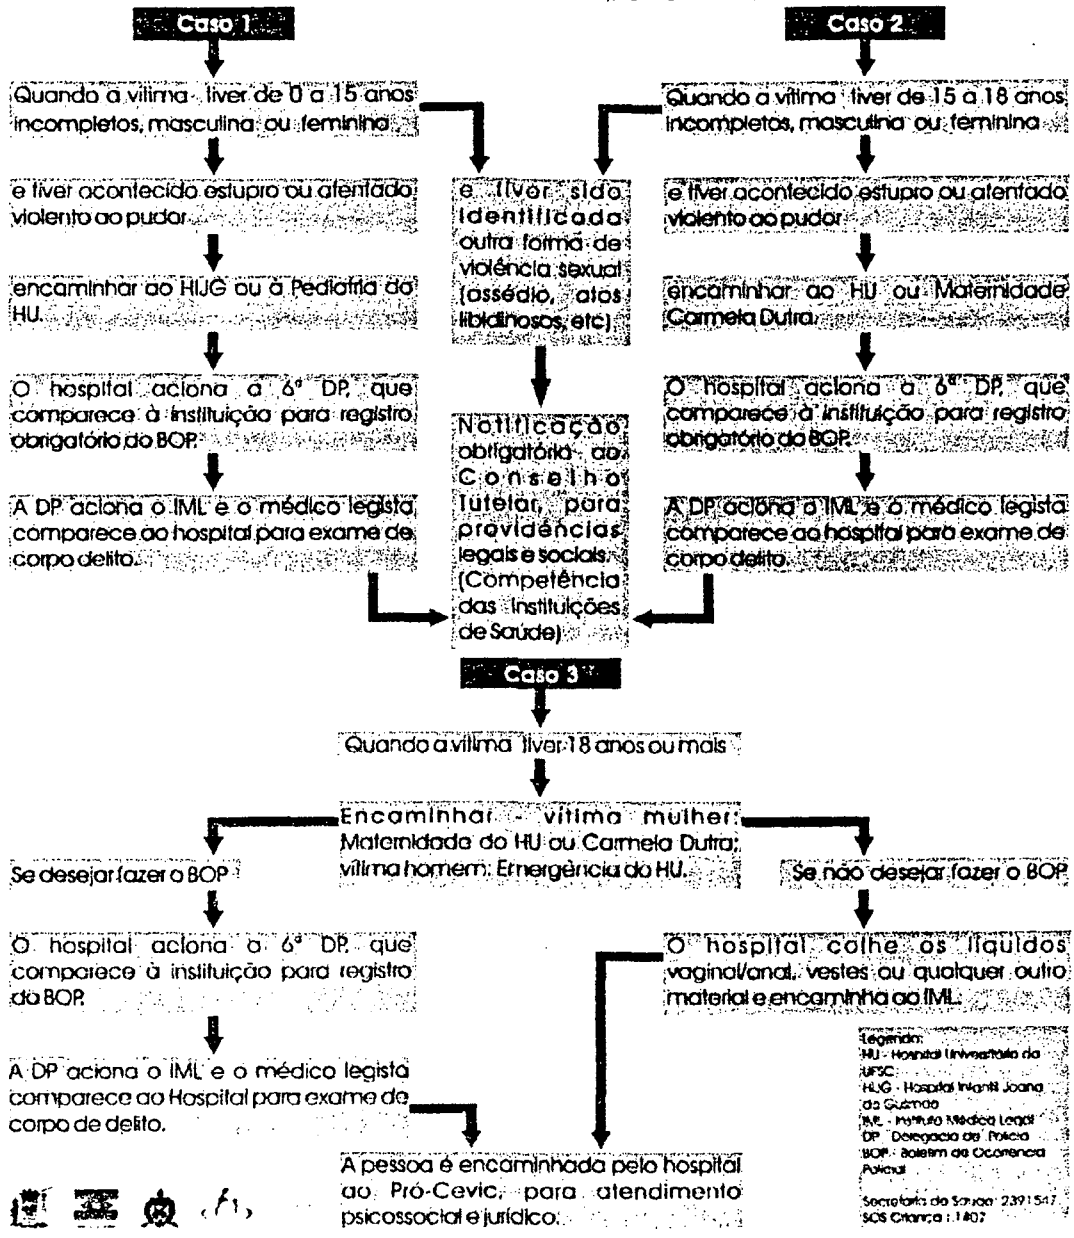 Caso 1
Quando a vítima tiver de 0 a 15 anos
incompletos, masculina ou feminina
e tiver acontecido estupro ou atentado
violento ao pudor.
encaminhar ao HIJG ou à Pediatria do
HU.
O hospital aciona a 6ª DP, que
comparece à instituição para registro
obrigatório do BOP.
A DP aciona o IML e o médico legista
comparece ao hospital para exame de
corpo delito.
e tiver sido
identificada
outra forma de
violência sexual
(assédio, atos
libidinosos, etc)
Notificação
obrigatória ao
Conselho
Tutelar, para
providências
legais e sociais.
(Competência
das Instituições
de Saúde)
Caso 2
Quando a vítima tiver de 15 a 18 anos
incompletos, masculina ou feminina
e tiver acontecido estupro ou atentado
violento ao pudor
encaminhar ao HU ou Maternidade
Carmela Dutra.
O hospital aciona a 6ª DP, que
comparece à instituição para registro
obrigatório do BOP.
A DP aciona o IML e o médico legista
comparece ao hospital para exame de
corpo delito.
Caso 3
Quando a vítima tiver 18 anos ou mais
Encaminhar - vítima mulher:
Maternidade do HU ou Carmela Dutra;
vítima homem: Emergência do HU.
Se desejar fazer o BOP
O hospital aciona a 6ª DP, que
comparece à instituição para registro
do BOP.
A DP aciona o IML e o médico legista
comparece ao Hospital para exame de
corpo de delito.
Se não desejar fazer o BOP
O hospital colhe os líquidos
vaginal/anal, vestes ou qualquer outro
material e encaminha ao IML.
A pessoa é encaminhada pelo hospital
ao Pró-Cevic, para atendimento
psicossocial e jurídico.
Legenda:
HU - Hospital Universitário da
UFSC
HIJG - Hospital Infantil Joana
de Gusmão
IML - Instituto Médico Legal
DP Delegacia de Polícia
BOP - Boletim de Ocorrência
Policial
Secretaria da Saúde: 2391547
SOS Criança: 1407